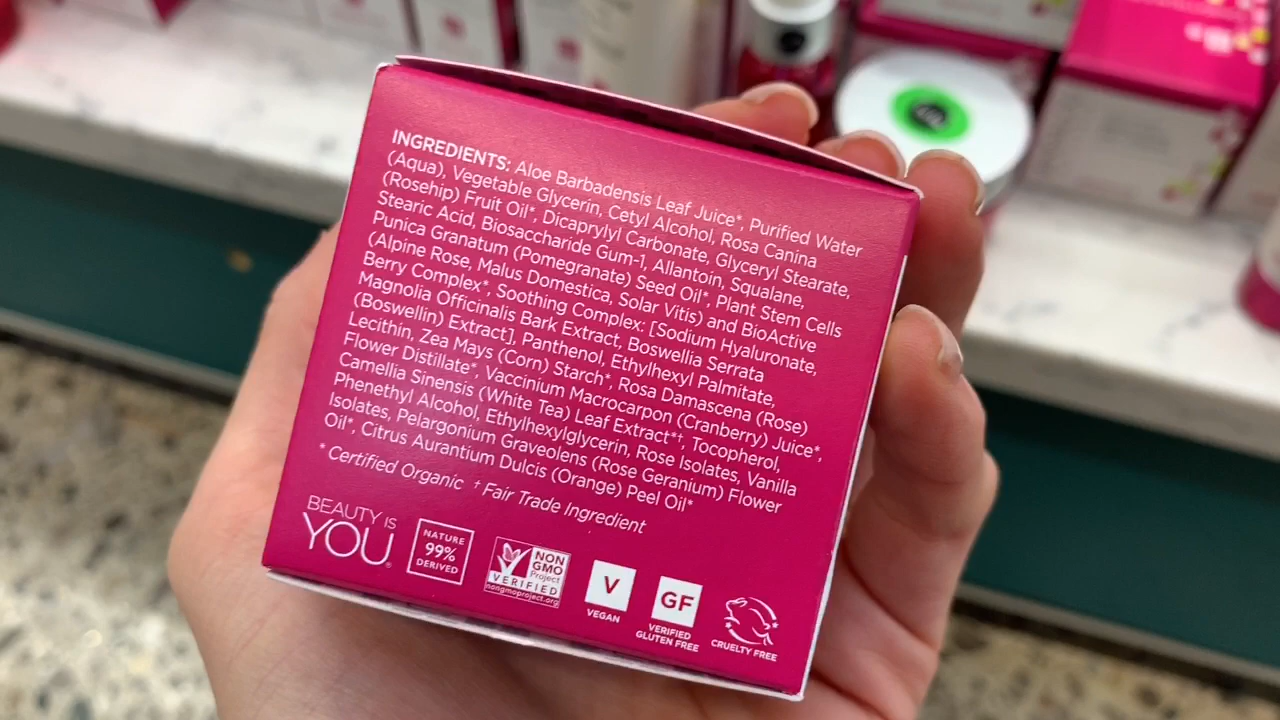 INGREDIENTS: Aloe Barbadensis Leaf Juice*, Purified Water
(Aqua), Vegetable Glycerin, Cetyl Alcohol, Rosa Canina
(Rosehip) Fruit Oil*, Dicaprylyl Carbonate, Glyceryl Stearate,
Stearic Acid, Biosaccharide Gum-1, Allantoin, Squalane,
Punica Granatum (Pomegranate) Seed Oil*, Plant Stem Cells
(Alpine Rose, Malus Domestica, Solar Vitis) and BioActive
Berry Complex*, Soothing Complex: [Sodium Hyaluronate,
Magnolia Officinalis Bark Extract, Boswellia Serrata
(Boswellin) Extract], Panthenol, Ethylhexyl Palmitate,
Lecithin, Zea Mays (Corn) Starch*, Rosa Damascena (Rose)
Flower Distillate*, Vaccinium Macrocarpon (Cranberry) Juice*,
Camellia Sinensis (White Tea) Leaf Extract*†, Tocopherol,
Phenethyl Alcohol, Ethylhexylglycerin, Rose Isolates, Vanilla
Isolates, Pelargonium Graveolens (Rose Geranium) Flower
Oil*, Citrus Aurantium Dulcis (Orange) Peel Oil*
*Certified Organic †Fair Trade Ingredient
BEAUTY IS
YOU®
NATURE
99%
DERIVED
NON
GMO
Project
VERIFIED
nongmoproject.org
V
VEGAN
GF
VERIFIED
GLUTEN FREE
CRUELTY FREE